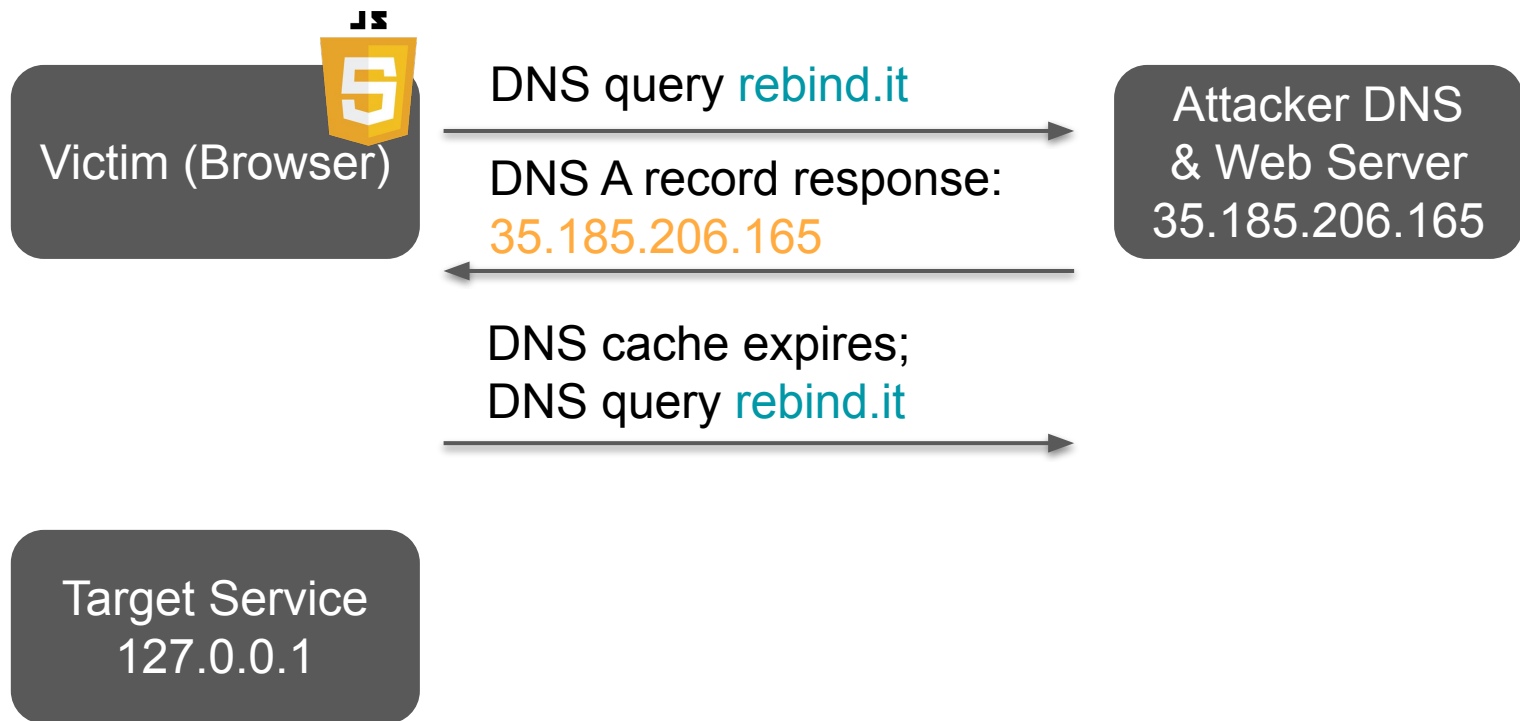 JS
5
Victim (Browser)
DNS query rebind.it
DNS A record response:
35.185.206.165
Attacker DNS
& Web Server
35.185.206.165
DNS cache expires;
DNS query rebind.it
Target Service
127.0.0.1